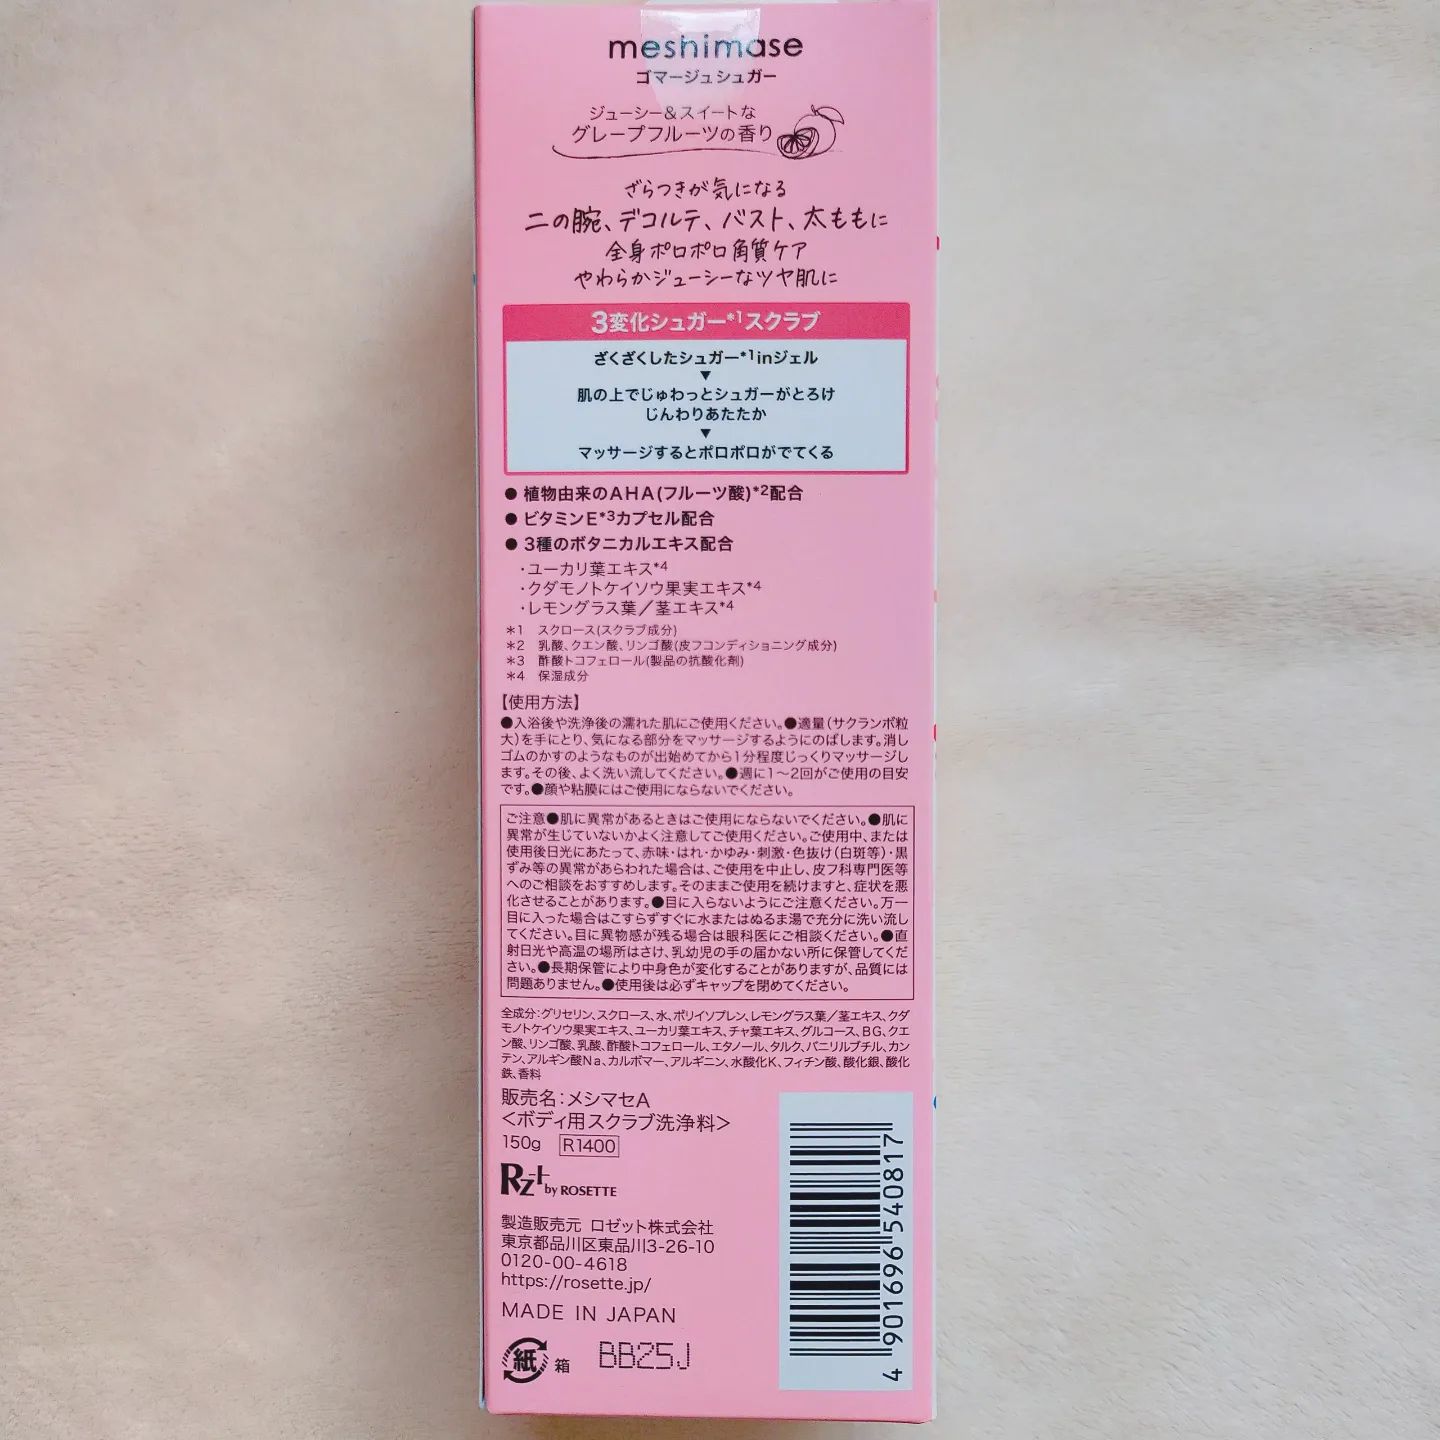 meshimase
ゴマージュシュガー
ジューシー&スイートな
グレープフルーツの香り
ざらつきが気になる
二の腕、デコルテ、バスト、太ももに
全身ポロポロ角質ケア
やわらかジューシーなツヤ肌に
3変化シュガー*1スクラブ
ざくざくしたシュガー*1inジェル
▼
肌の上でじゅわっとシュガーがとろけ
じんわりあたたか
▼
マッサージするとポロポロがでてくる
● 植物由来のAHA(フルーツ酸)*2配合
● ビタミンE*3カプセル配合
● 3種のボタニカルエキス配合
・ユーカリ葉エキス*4
・クダモノトケイソウ果実エキス*4
・レモングラス葉/茎エキス*4
*1 スクロース(スクラブ成分)
*2 乳酸、クエン酸、リンゴ酸(皮フコンディショニング成分)
*3 酢酸トコフェロール(製品の抗酸化剤)
*4 保湿成分
【使用方法】
●入浴後や洗浄後の濡れた肌にご使用ください。●適量(サクランボ粒
大)を手にとり、気になる部分をマッサージするようにのばします。消し
ゴムのかすのようなものが出始めてから1分程度じっくりマッサージし
ます。その後、よく洗い流してください。●週に1〜2回がご使用の目安
です。●顔や粘膜にはご使用にならないでください。
ご注意●肌に異常があるときはご使用にならないでください。●肌に
異常が生じていないかよく注意してご使用ください。ご使用中、または
使用後日光にあたって、赤味・はれ・かゆみ・刺激・色抜け(白斑等)・黒
ずみ等の異常があらわれた場合は、ご使用を中止し、皮フ科専門医等
へのご相談をおすすめします。そのままご使用を続けますと、症状を悪
化させることがあります。●目に入らないようにご注意ください。万一
目に入った場合はこすらずすぐに水またはぬるま湯で充分に洗い流し
てください。目に異物感が残る場合は眼科医にご相談ください。●直
射日光や高温の場所はさけ、乳幼児の手の届かない所に保管してくだ
さい。●長期保管により中身色が変化することがありますが、品質には
問題ありません。●使用後は必ずキャップを閉めてください。
全成分:グリセリン、スクロース、水、ポリイソプレン、レモングラス葉/茎エキス、クダ
モノトケイソウ果実エキス、ユーカリ葉エキス、チャ葉エキス、グルコース、BG、クエ
ン酸、リンゴ酸、乳酸、酢酸トコフェロール、エタノール、タルク、バニリルブチル、カン
テン、アルギン酸Na、カルボマー、アルギニン、水酸化K、フィチン酸、酸化銀、酸化
鉄、香料
販売名:メシマセA
<ボディ用スクラブ洗浄料>
150g R1400
Rz+ by ROSETTE
製造販売元 ロゼット株式会社
東京都品川区東品川3-26-10
0120-00-4618
https://rosette.jp/
MADE IN JAPAN
紙 箱 BB25J
4 901696 540817